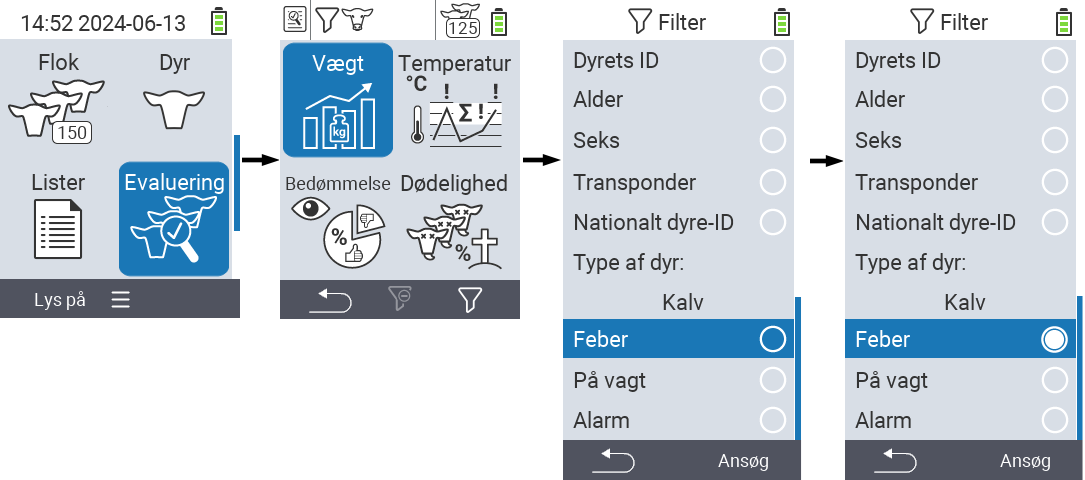 14:52 2024-06-13
Flok Dyr
150
Lister Evaluering
Lys på
125
Vægt Temperatur
°C ! !
Σ!
kg
Bedømmelse Dødelighed
%
%
Filter
Dyrets ID
Alder
Seks
Transponder
Nationalt dyre-ID
Type af dyr:
Kalv
Feber
På vagt
Alarm
Ansøg
Filter
Dyrets ID
Alder
Seks
Transponder
Nationalt dyre-ID
Type af dyr:
Kalv
Feber
På vagt
Alarm
Ansøg